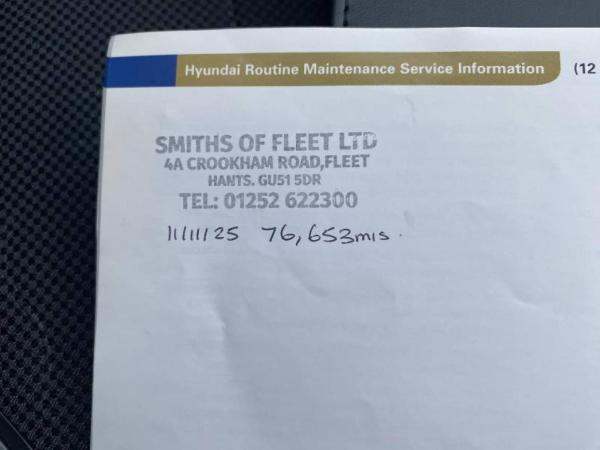 Hyundai Routine Maintenance Service Information (12
SMITHS OF FLEET LTD
4A CROOKHAM ROAD,FLEET
HANTS. GU51 5DR
TEL: 01252 622300
11/11/25 76,653mls.